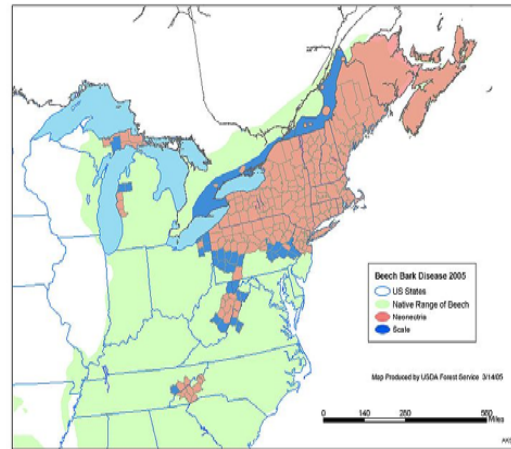 Beech Bark Disease 2005
US States
Native Range of Beech
Neonectria
Scale
Map Produced by USDA Forest Service 3/14/05
0 140 280 560
Miles